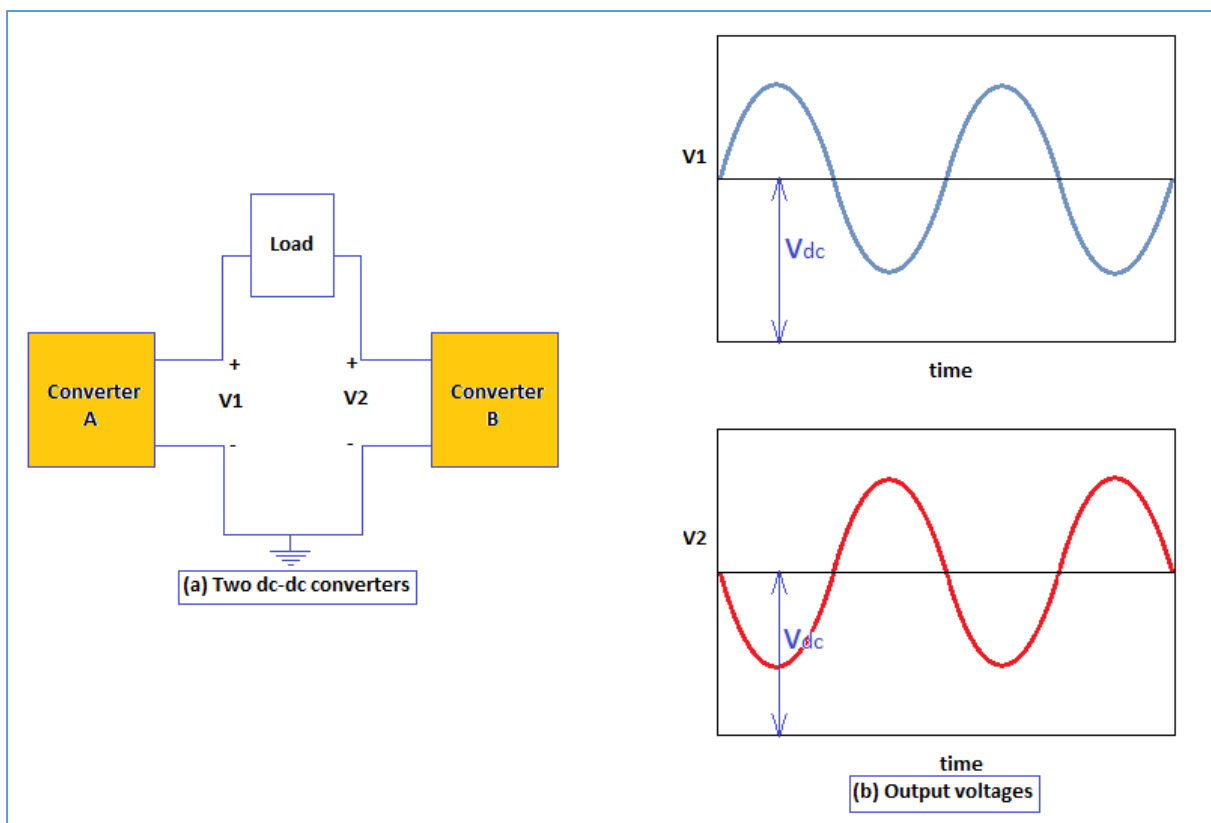 Load
Converter
A
+
V1
-
+
V2
-
Converter
B
(a) Two dc-dc converters
V1
Vdc
time
V2
Vdc
time
(b) Output voltages